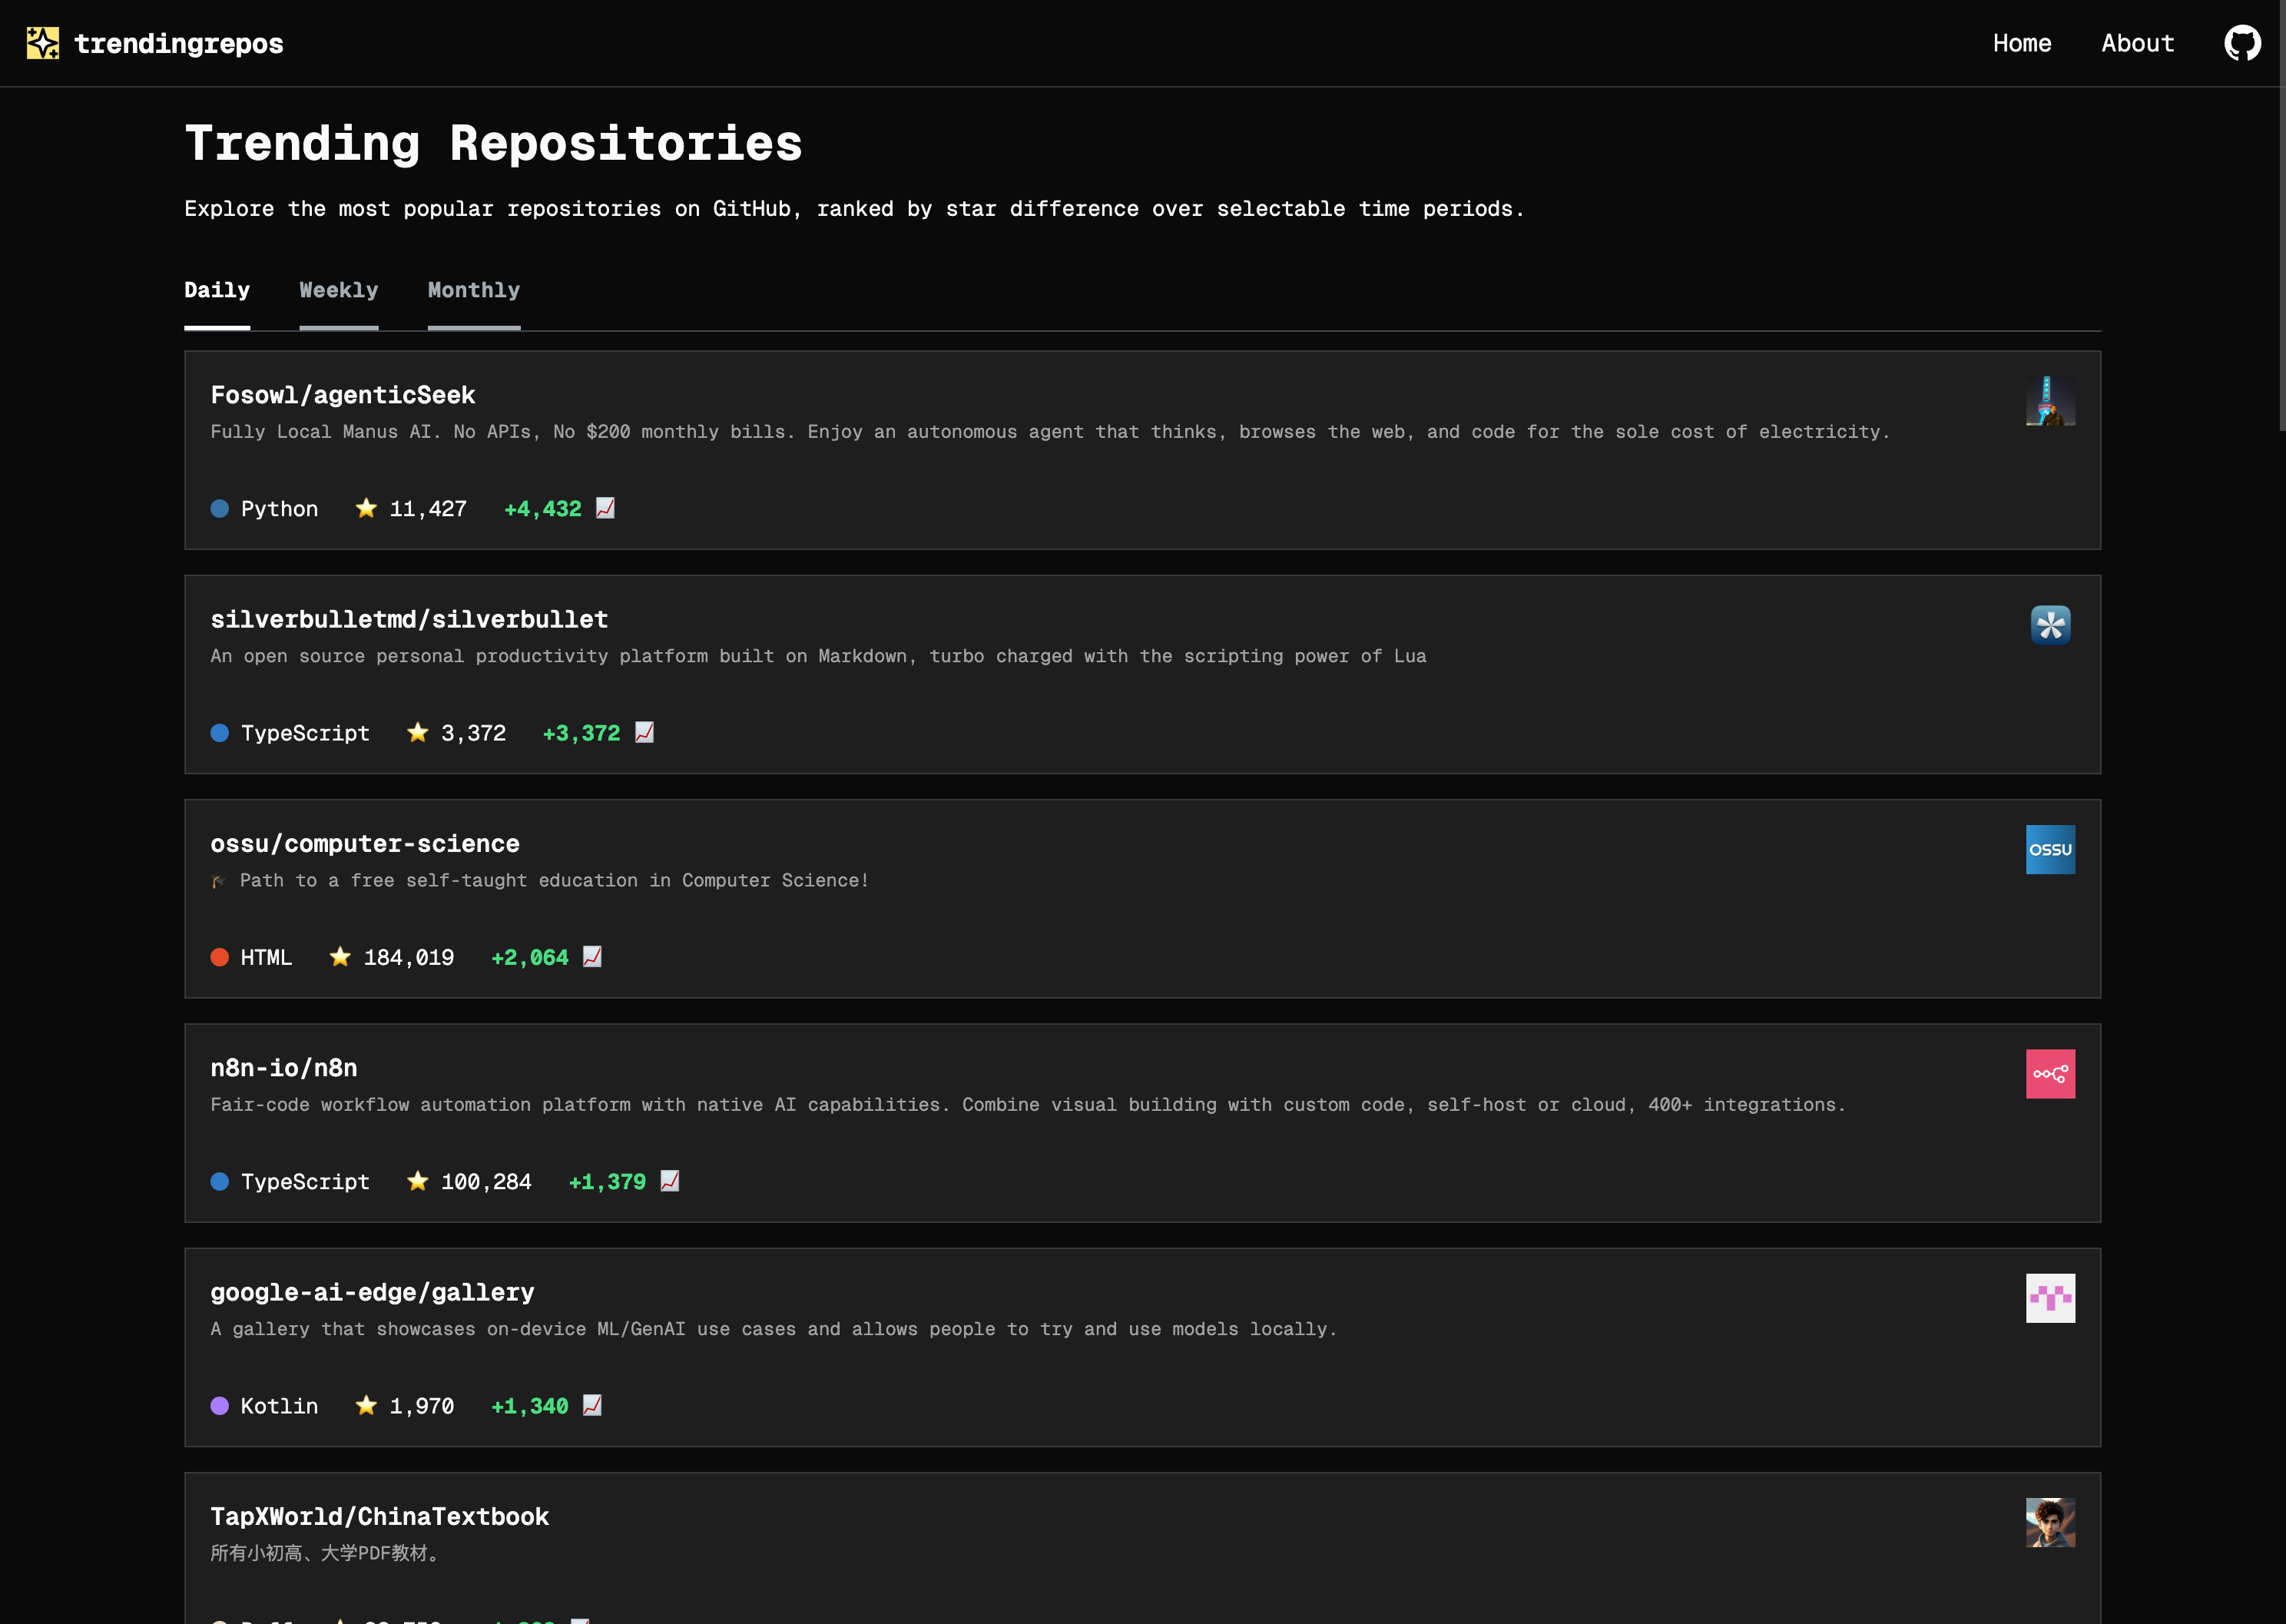 trendingrepos
Home
About
Trending Repositories
Explore the most popular repositories on GitHub, ranked by star difference over selectable time periods.
Daily
Weekly
Monthly
Fosowl/agenticSeek
Fully Local Manus AI. No APIs, No $200 monthly bills. Enjoy an autonomous agent that thinks, browses the web, and code for the sole cost of electricity.
Python ⭐ 11,427 +4,432
silverbulletmd/silverbullet
An open source personal productivity platform built on Markdown, turbo charged with the scripting power of Lua
TypeScript ⭐ 3,372 +3,372
ossu/computer-science
OSSU
🎓 Path to a free self-taught education in Computer Science!
HTML ⭐ 184,019 +2,064
n8n-io/n8n
Fair-code workflow automation platform with native AI capabilities. Combine visual building with custom code, self-host or cloud, 400+ integrations.
TypeScript ⭐ 100,284 +1,379
google-ai-edge/gallery
A gallery that showcases on-device ML/GenAI use cases and allows people to try and use models locally.
Kotlin ⭐ 1,970 +1,340
TapXWorld/ChinaTextbook
所有小初高、大学PDF教材。